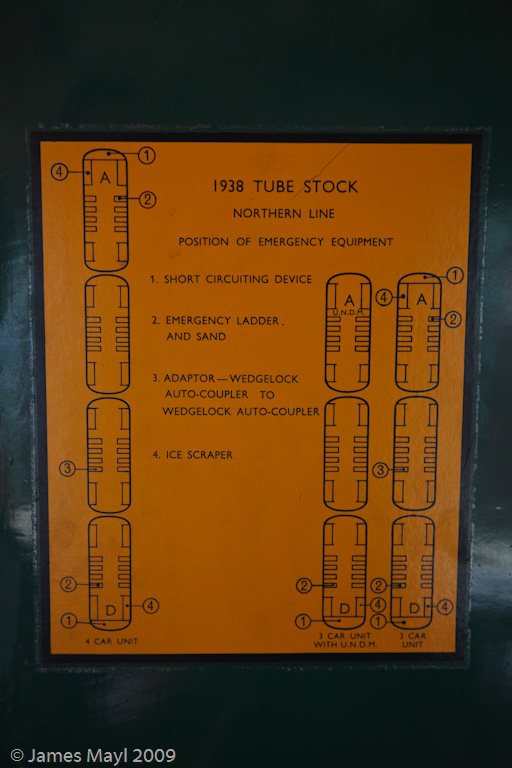 1938 TUBE STOCK
NORTHERN LINE
POSITION OF EMERGENCY EQUIPMENT
1. SHORT CIRCUITING DEVICE
2. EMERGENCY LADDER,
AND SAND
3. ADAPTOR — WEDGELOCK
AUTO-COUPLER TO
WEDGELOCK AUTO-COUPLER
4. ICE SCRAPER
1
4
A
2
3
2
D
4
1
4 CAR UNIT
A
U.N.D.M.
2
D
4
1
3 CAR UNIT
WITH U.N.D.M.
1
4
A
2
3
2
D
4
1
3 CAR
UNIT
© James Mayl 2009